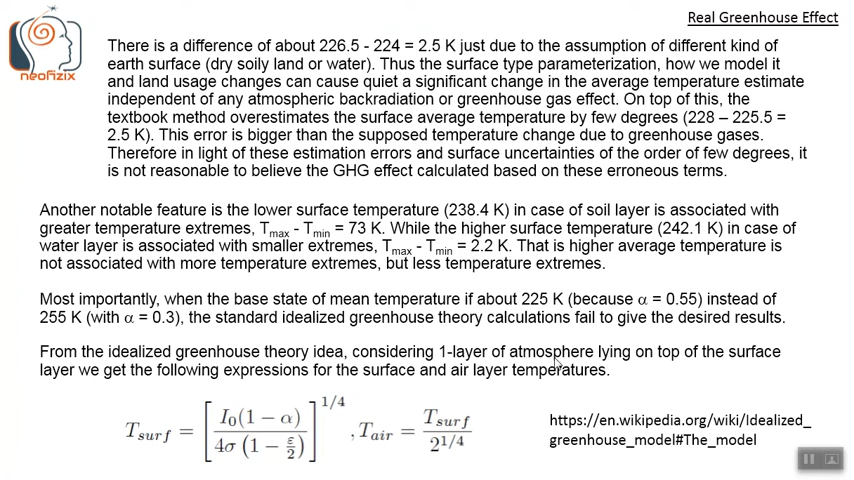 Real Greenhouse Effect
neofizix
There is a difference of about 226.5 - 224 = 2.5 K just due to the assumption of different kind of
earth surface (dry soily land or water). Thus the surface type parameterization, how we model it
and land usage changes can cause quiet a significant change in the average temperature estimate
independent of any atmospheric backradiation or greenhouse gas effect. On top of this, the
textbook method overestimates the surface average temperature by few degrees (228 – 225.5 =
2.5 K). This error is bigger than the supposed temperature change due to greenhouse gases.
Therefore in light of these estimation errors and surface uncertainties of the order of few degrees, it
is not reasonable to believe the GHG effect calculated based on these erroneous terms.
Another notable feature is the lower surface temperature (238.4 K) in case of soil layer is associated with
greater temperature extremes, Tmax - Tmin = 73 K. While the higher surface temperature (242.1 K) in case of
water layer is associated with smaller extremes, Tmax - Tmin = 2.2 K. That is higher average temperature is
not associated with more temperature extremes, but less temperature extremes.
Most importantly, when the base state of mean temperature if about 225 K (because α = 0.55) instead of
255 K (with α = 0.3), the standard idealized greenhouse theory calculations fail to give the desired results.
From the idealized greenhouse theory idea, considering 1-layer of atmosphere lying on top of the surface
layer we get the following expressions for the surface and air layer temperatures.
T_surf = [I₀(1 − α) / 4σ(1 − ε/2)]^1/4, T_air = T_surf / 2^1/4
https://en.wikipedia.org/wiki/Idealized_
greenhouse_model#The_model